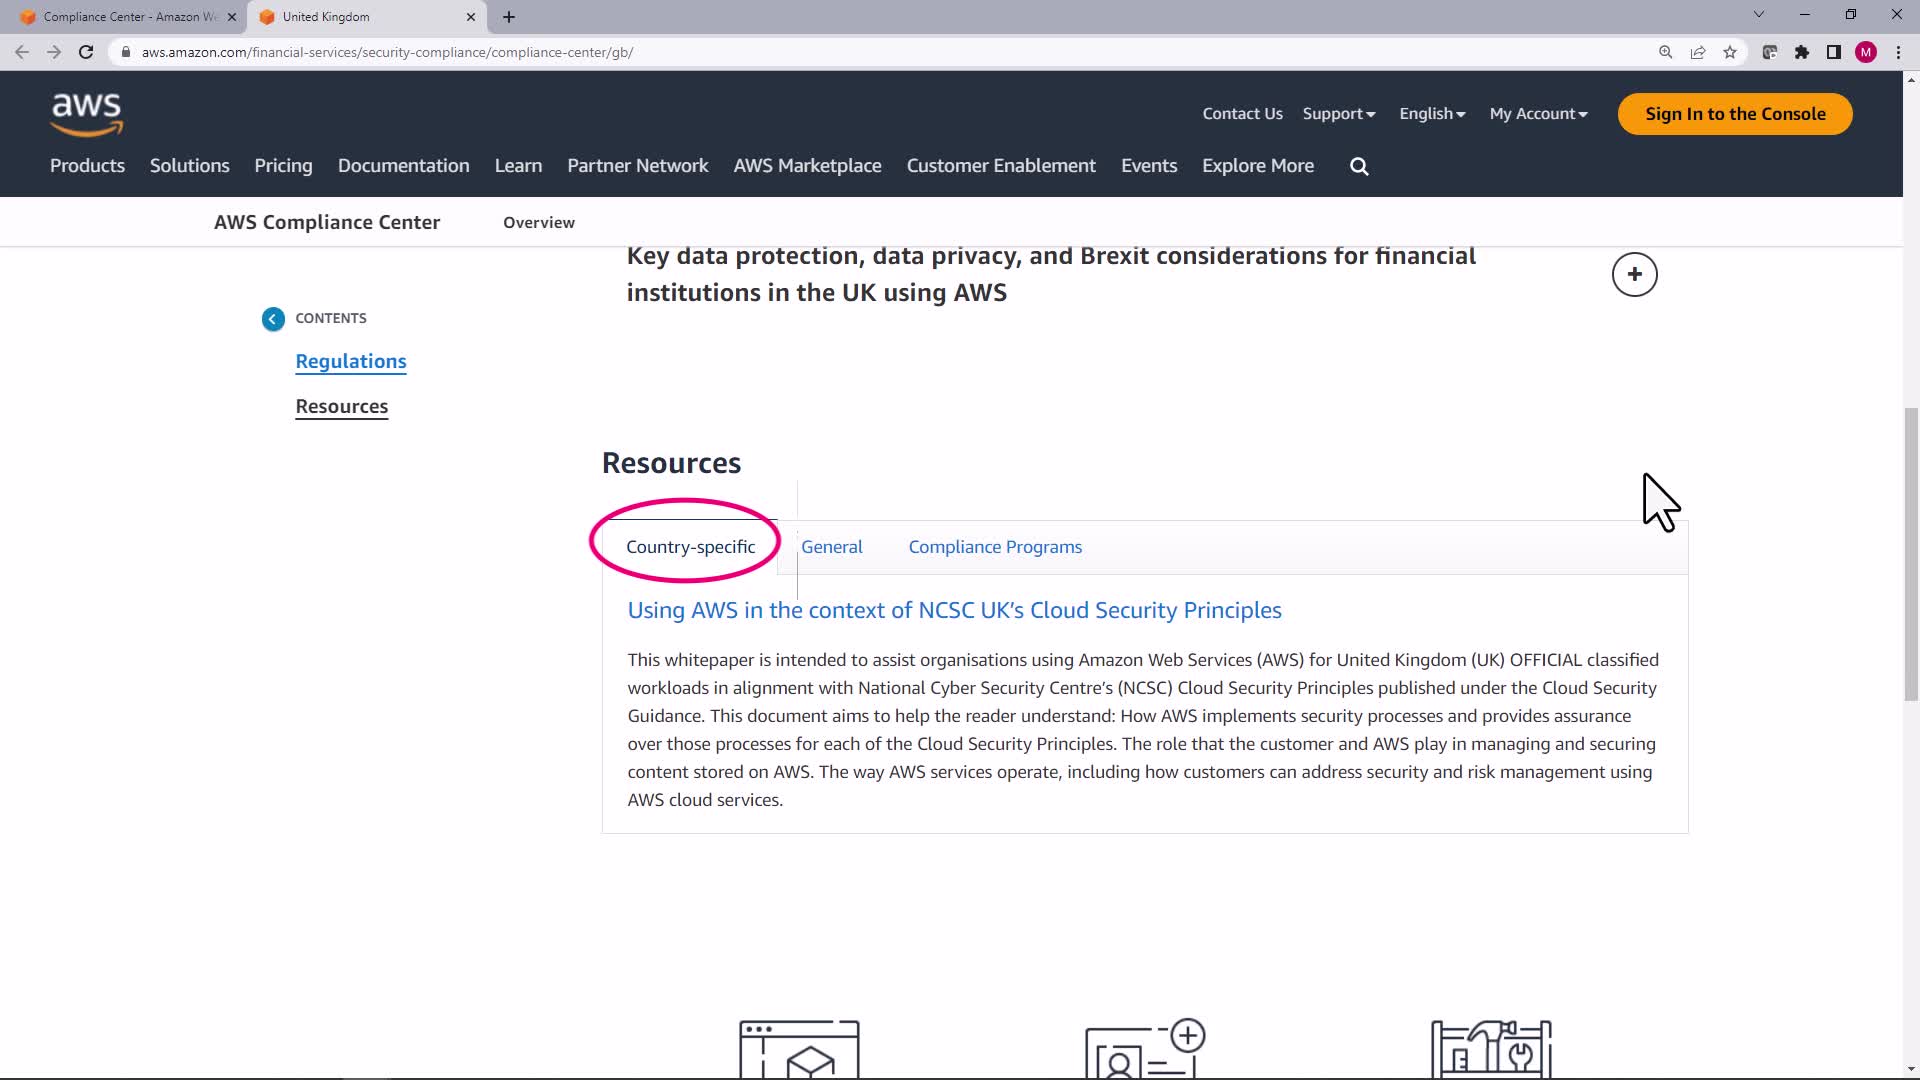 Compliance Center - Amazon We
United Kingdom
aws.amazon.com/financial-services/security-compliance/compliance-center/gb/
M
aws
Contact Us
Support
English
My Account
Sign In to the Console
Products
Solutions
Pricing
Documentation
Learn
Partner Network
AWS Marketplace
Customer Enablement
Events
Explore More
AWS Compliance Center
Overview
Key data protection, data privacy, and Brexit considerations for financial
institutions in the UK using AWS
CONTENTS
Regulations
Resources
Resources
Country-specific
General
Compliance Programs
Using AWS in the context of NCSC UK’s Cloud Security Principles
This whitepaper is intended to assist organisations using Amazon Web Services (AWS) for United Kingdom (UK) OFFICIAL classified
workloads in alignment with National Cyber Security Centre’s (NCSC) Cloud Security Principles published under the Cloud Security
Guidance. This document aims to help the reader understand: How AWS implements security processes and provides assurance
over those processes for each of the Cloud Security Principles. The role that the customer and AWS play in managing and securing
content stored on AWS. The way AWS services operate, including how customers can address security and risk management using
AWS cloud services.